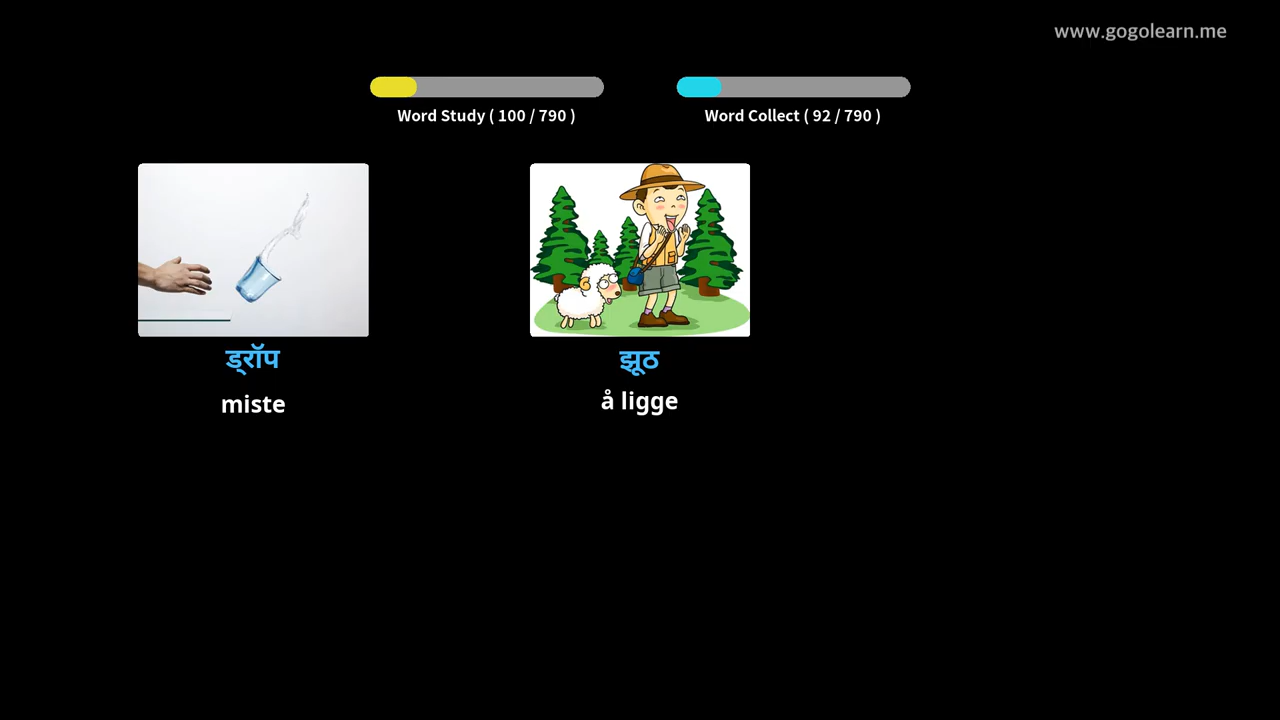 www.gogolearn.me
Word Study ( 100 / 790 )
Word Collect ( 92 / 790 )
ड्रॉप
miste
झूठ
å ligge